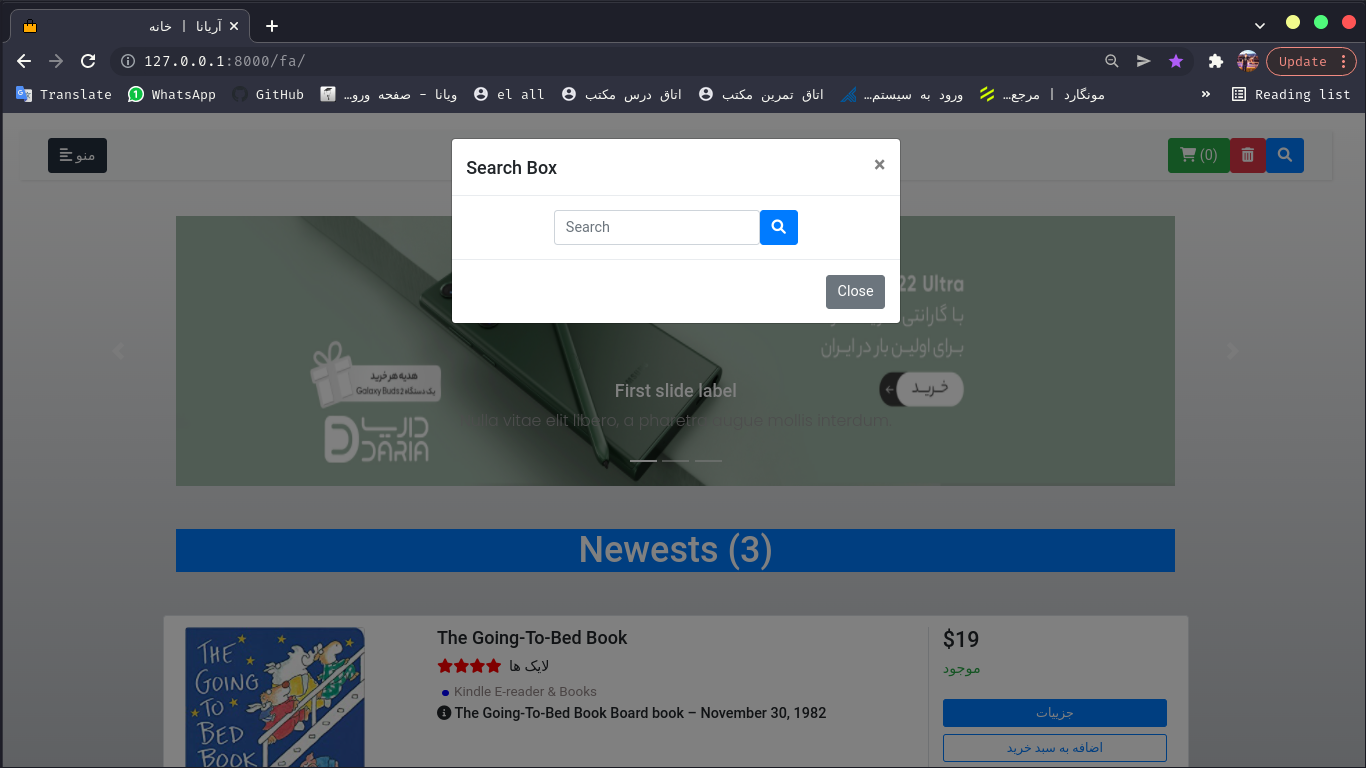 آریانا | خانه
127.0.0.1:8000/fa/
Update
Translate
WhatsApp
GitHub
ویانا - صفحه ورو...
el all
اتاق درس مکتب
اتاق تمرین مکتب
ورود به سیستم...
مونگارد | مرجع...
»
Reading list
منو
(0)
Search Box
×
Search
Close
22 Ultra
با گارانتی
برای اولین بار در ایران
خرید
هدیه هر خرید
یک دستگاه Galaxy Buds2
داریا
DARIA
First slide label
Nulla vitae elit libero, a pharetra augue mollis interdum.
Newests (3)
THE
GOING
TO
BED
BOOK
The Going-To-Bed Book
لایک ها
Kindle E-reader & Books
The Going-To-Bed Book Board book – November 30, 1982
$19
موجود
جزییات
اضافه به سبد خرید